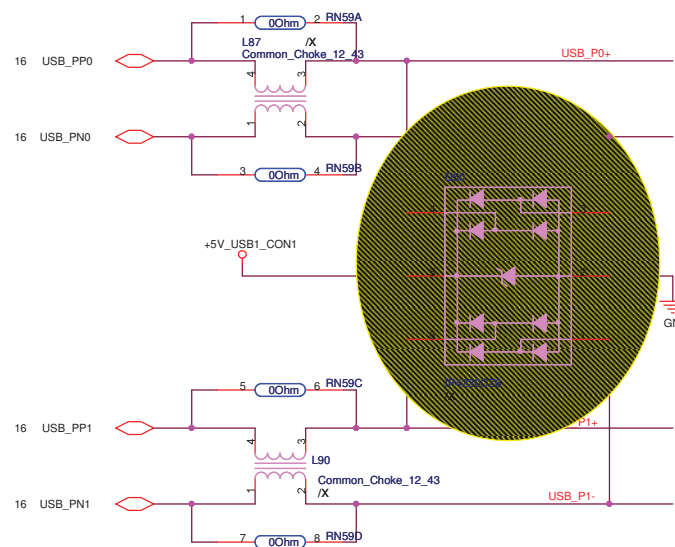 1 0Ohm 2 RN59A
L87 /X
Common_Choke_12_43
16 USB_PP0
USB_P0+
4 3
1 2
16 USB_PN0
3 0Ohm 4 RN59B
+5V_USB1_CON1
5 0Ohm 6 RN59C
16 USB_PP1
P1+
4 3
L90
Common_Choke_12_43
/X
1 2
16 USB_PN1
USB_P1-
7 0Ohm 8 RN59D